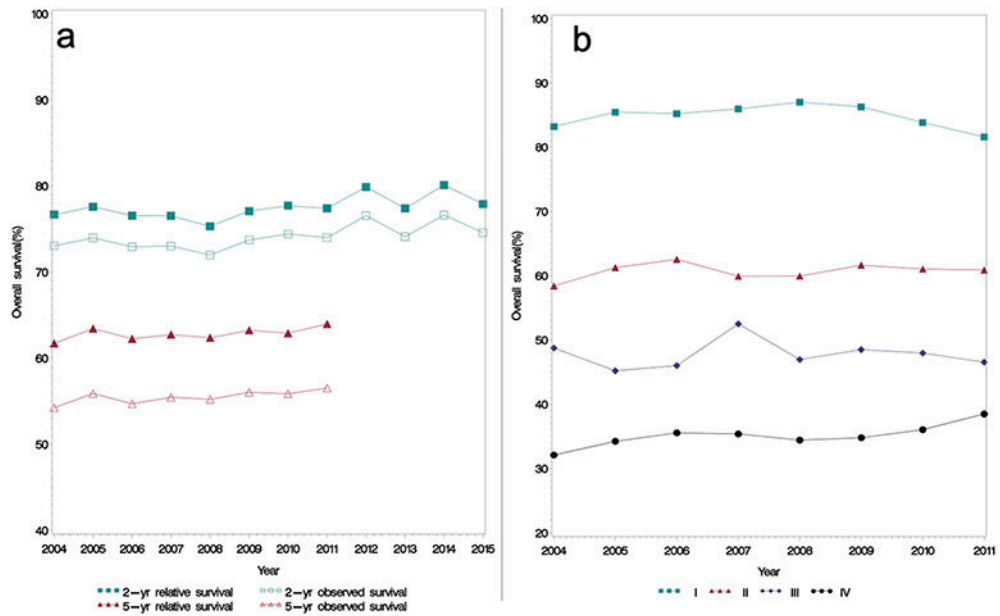 a
100
90
80
70
60
50
40
Overall survival(%)
2004 2005 2006 2007 2008 2009 2010 2011 2012 2013 2014 2015
Year
2-yr relative survival 2-yr observed survival
5-yr relative survival 5-yr observed survival
b
100
90
80
70
60
50
40
30
20
Overall survival(%)
2004 2005 2006 2007 2008 2009 2010 2011
Year
I II III IV